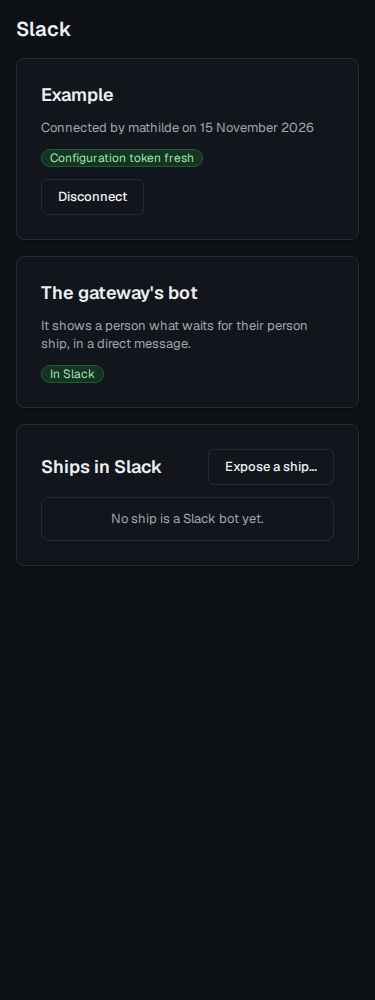 Slack
Example
Connected by mathilde on 15 November 2026
Configuration token fresh
Disconnect
The gateway's bot
It shows a person what waits for their person
ship, in a direct message.
In Slack
Ships in Slack
Expose a ship...
No ship is a Slack bot yet.